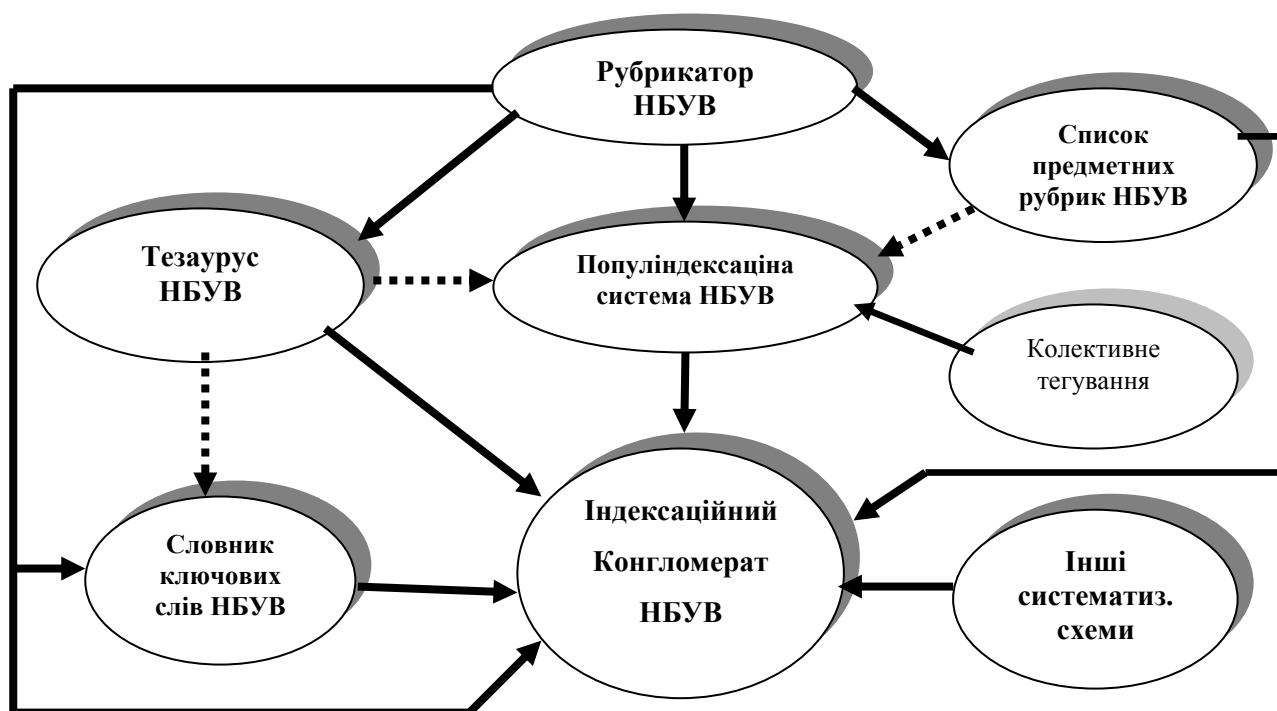 Рубрикатор
НБУВ
Список
предметних
рубрик НБУВ
Тезаурус
НБУВ
Популіндексаціна
система НБУВ
Колективне
тегування
Індексаційний
Конгломерат
НБУВ
Словник
ключових
слів НБУВ
Інші
систематиз.
схеми